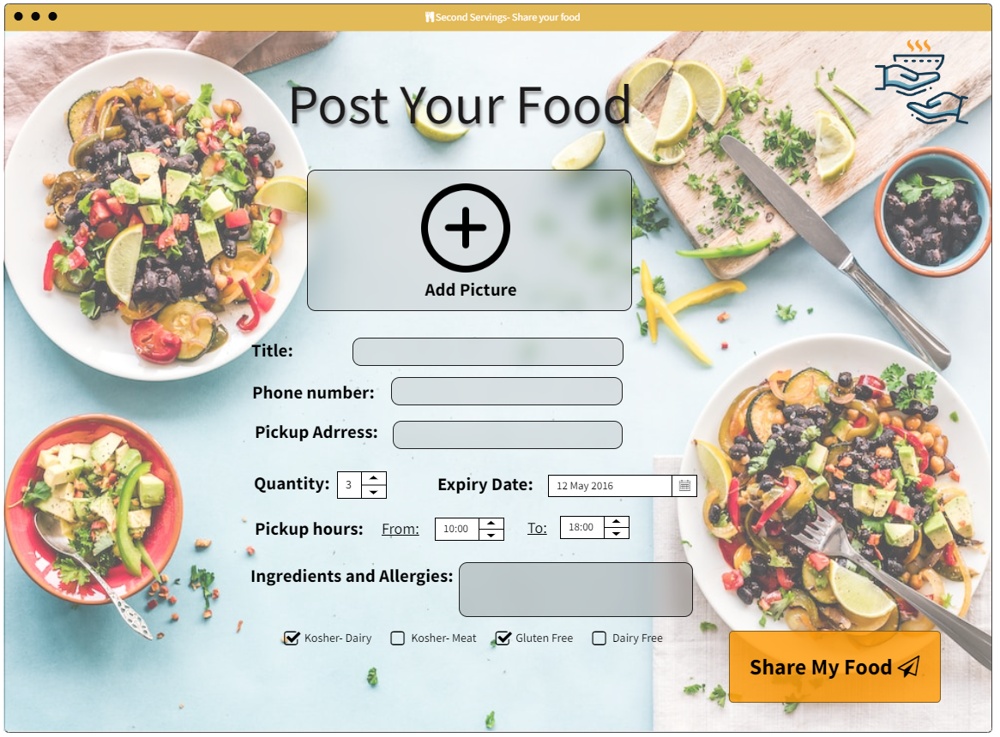 Second Servings- Share your food
Post Your Food
Add Picture
Title:
Phone number:
Pickup Adrress:
Quantity: 3 Expiry Date: 12 May 2016
Pickup hours: From: 10:00 To: 18:00
Ingredients and Allergies:
Kosher- Dairy Kosher- Meat Gluten Free Dairy Free
Share My Food